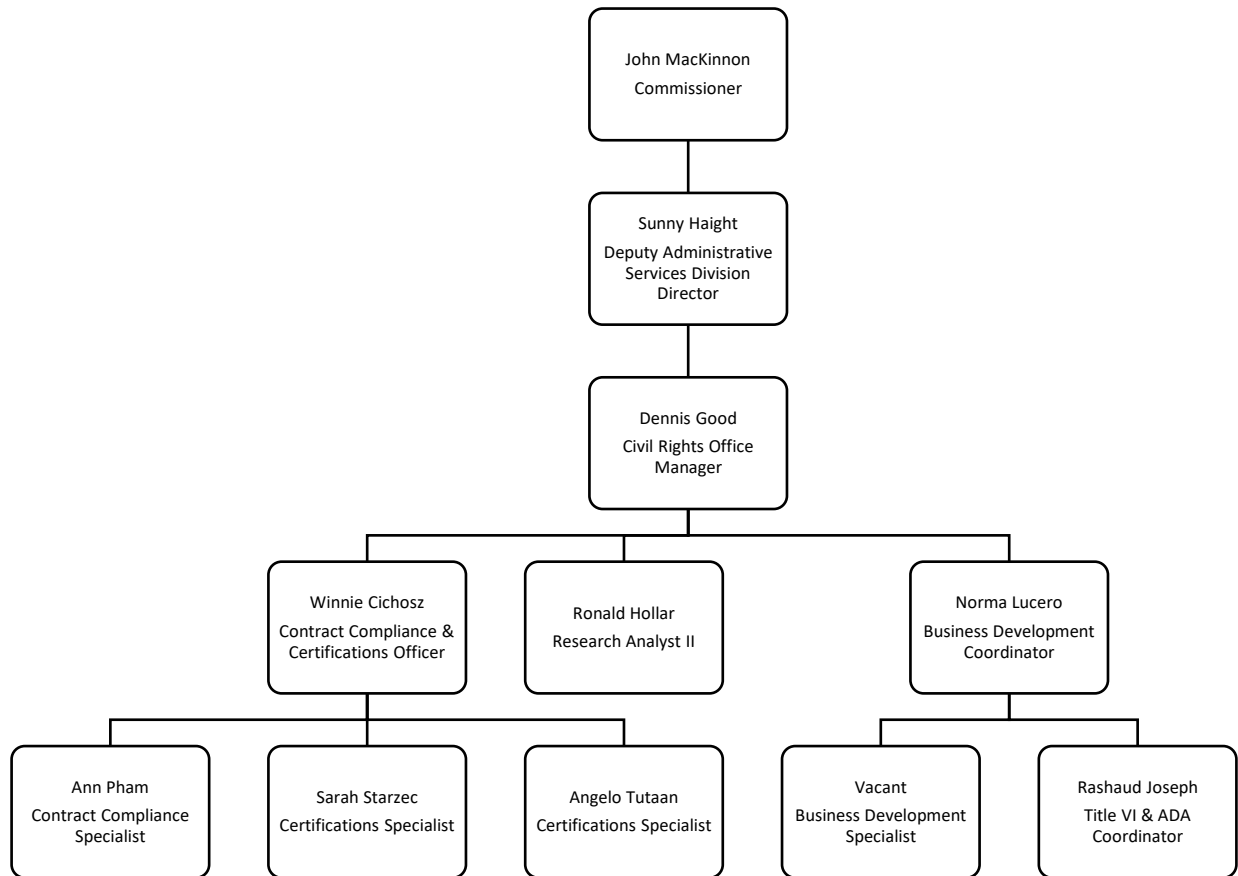 John MacKinnon
Commissioner
Sunny Haight
Deputy Administrative
Services Division
Director
Dennis Good
Civil Rights Office
Manager
Winnie Cichosz
Contract Compliance &
Certifications Officer
Ronald Hollar
Research Analyst II
Norma Lucero
Business Development
Coordinator
Ann Pham
Contract Compliance
Specialist
Sarah Starzec
Certifications Specialist
Angelo Tutaan
Certifications Specialist
Vacant
Business Development
Specialist
Rashaud Joseph
Title VI & ADA
Coordinator